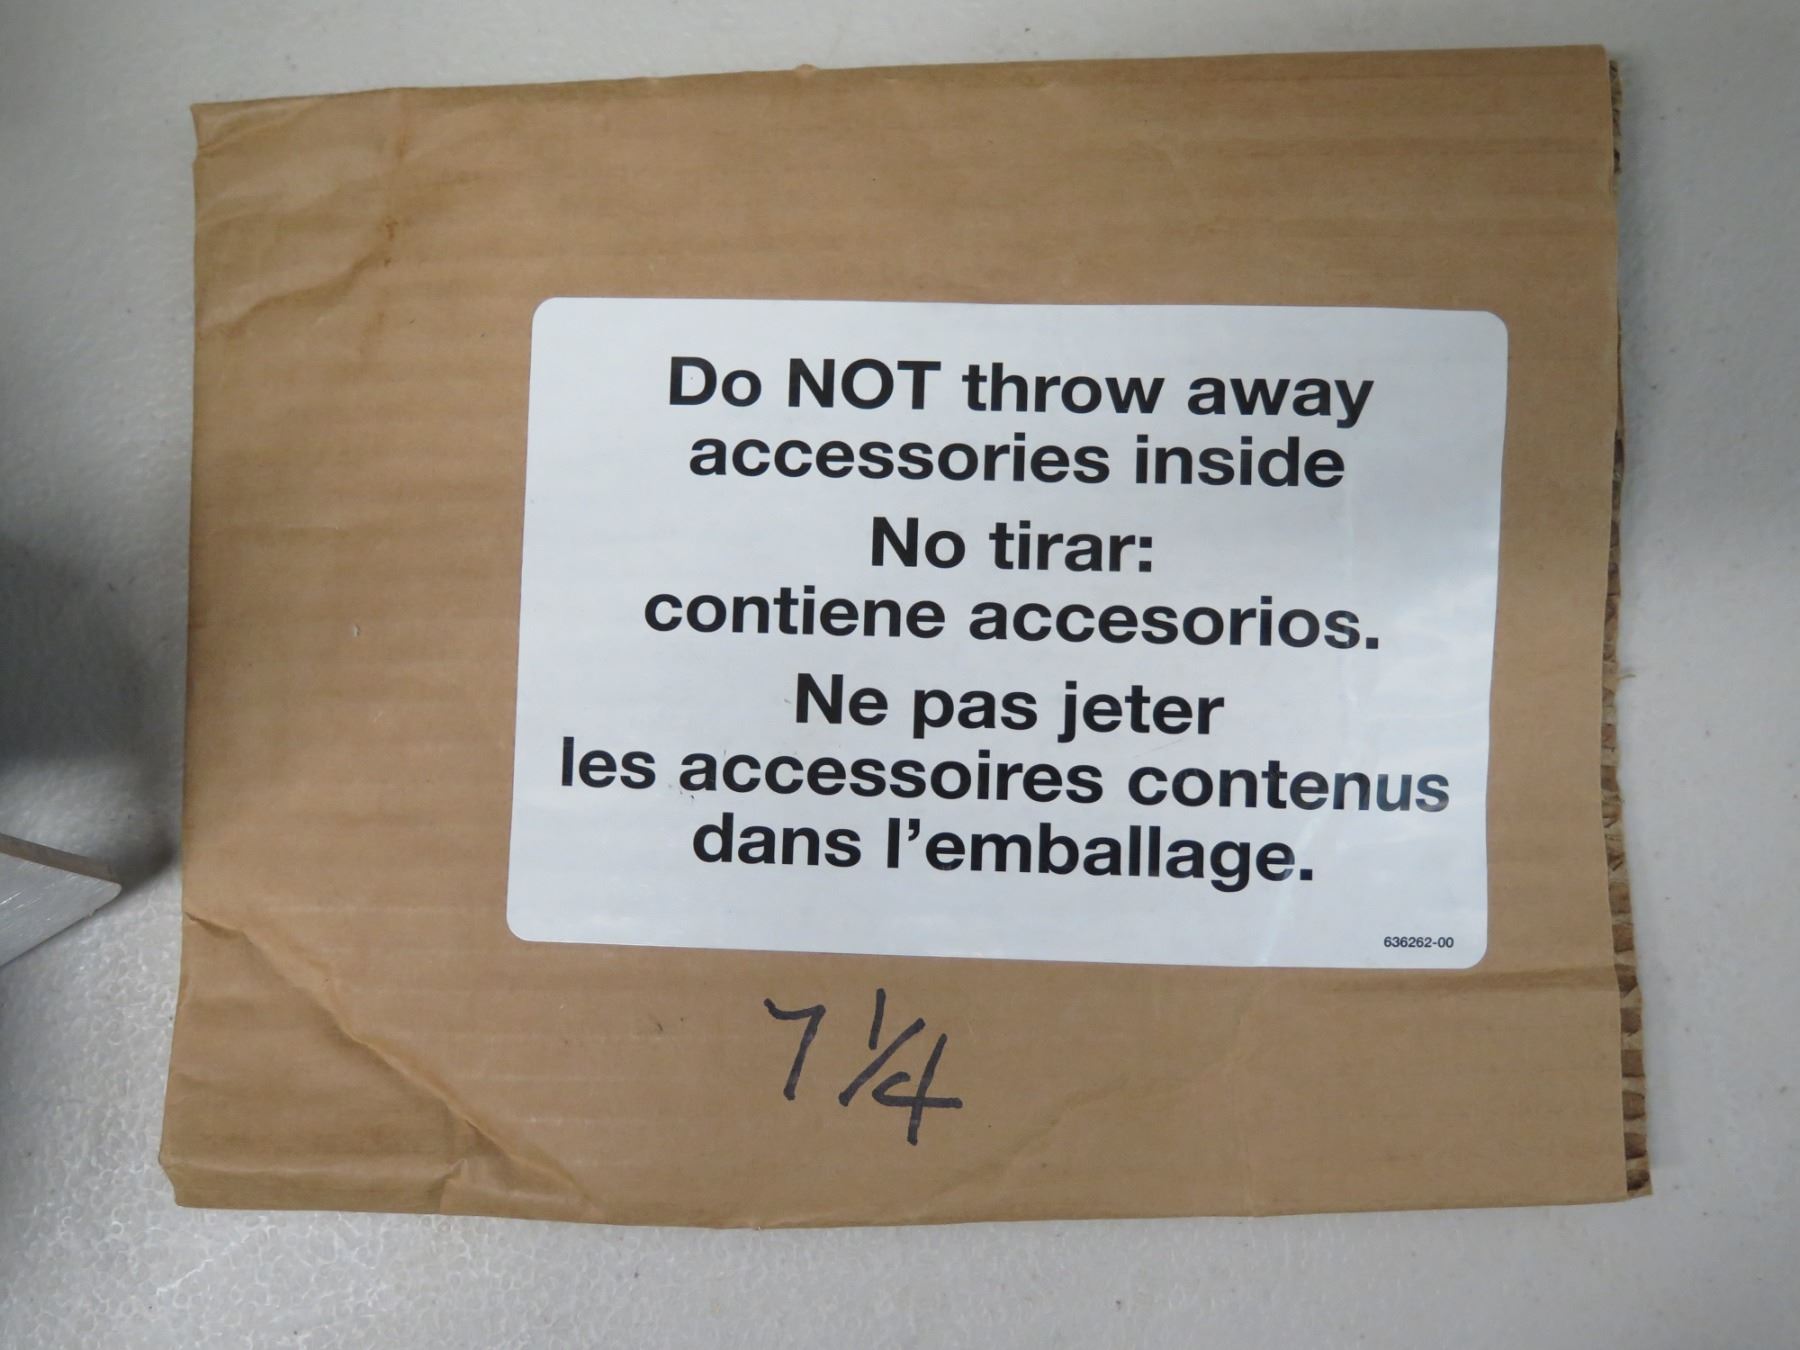 Do NOT throw away
accessories inside
No tirar:
contiene accesorios.
Ne pas jeter
les accessoires contenus
dans l’emballage.
636262-00
7 1/4